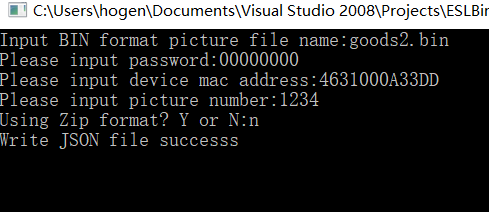 C:\Users\hogen\Documents\Visual Studio 2008\Projects\ESLBin
Input BIN format picture file name:goods2.bin
Please input password:00000000
Please input device mac address:4631000A33DD
Please input picture number:1234
Using Zip format? Y or N:n
Write JSON file successs